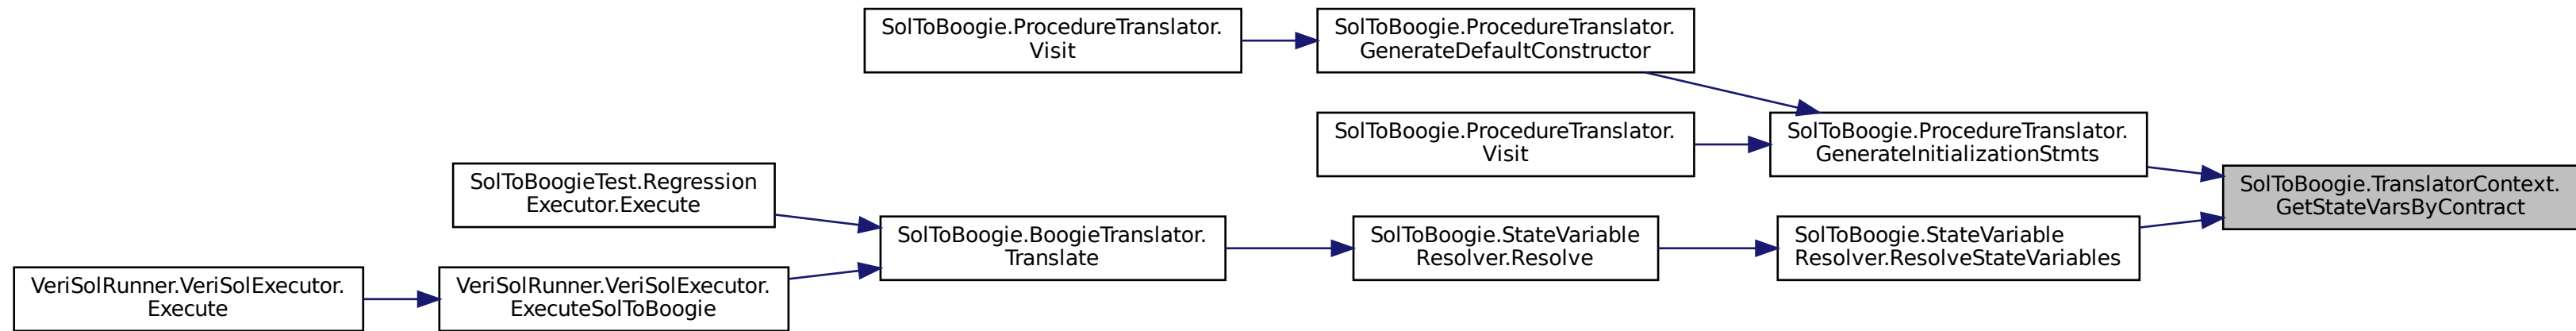 SolToBoogie.ProcedureTranslator.
Visit
SolToBoogie.ProcedureTranslator.
GenerateDefaultConstructor
SolToBoogie.ProcedureTranslator.
Visit
SolToBoogie.ProcedureTranslator.
GenerateInitializationStmts
SolToBoogieTest.Regression
Executor.Execute
SolToBoogie.TranslatorContext.
GetStateVarsByContract
SolToBoogie.BoogieTranslator.
Translate
SolToBoogie.StateVariable
Resolver.Resolve
SolToBoogie.StateVariable
Resolver.ResolveStateVariables
VeriSolRunner.VeriSolExecutor.
Execute
VeriSolRunner.VeriSolExecutor.
ExecuteSolToBoogie